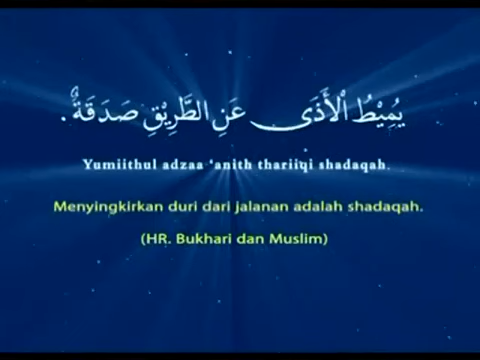 يُمِيْطُ الْأَذَى عَنِ الطَّرِيْقِ صَدَقَةٌ.
Yumiithul adzaa 'anith thariiqi shadaqah.
Menyingkirkan duri dari jalanan adalah shadaqah.
(HR. Bukhari dan Muslim)